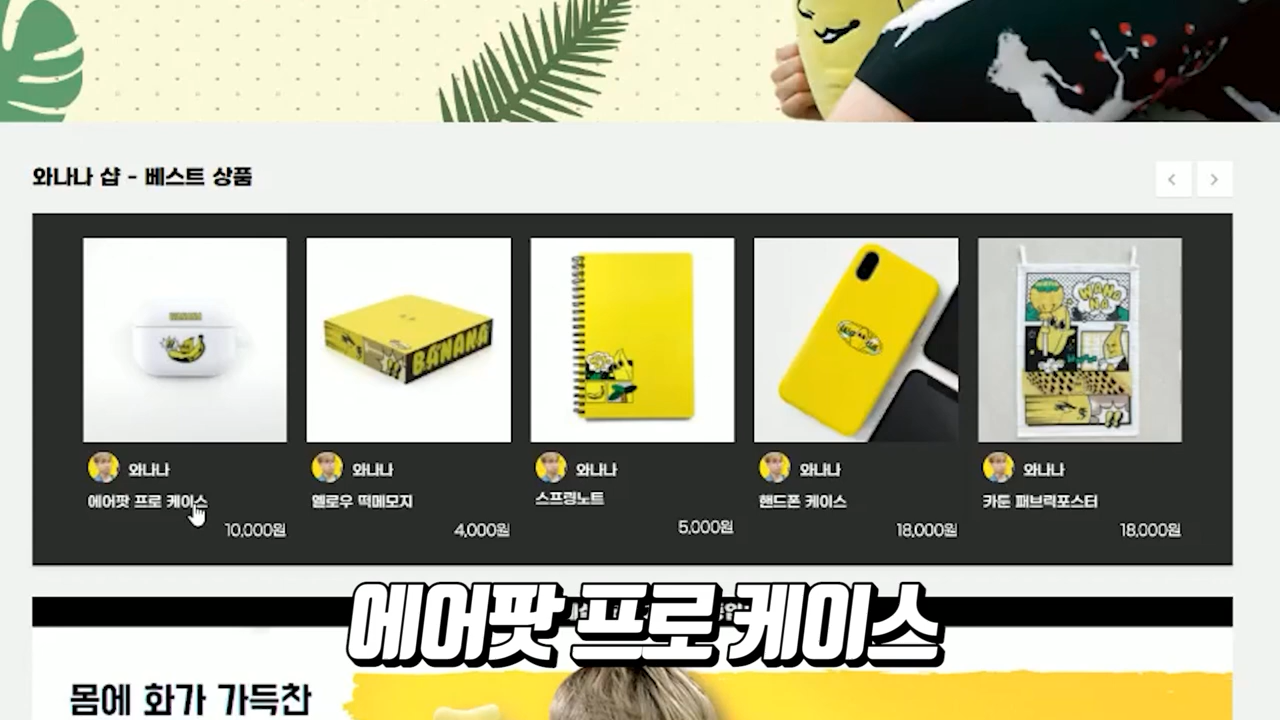 와나나 샵 - 베스트 상품
BANANA
와나나
에어팟 프로 케이스
10,000원
와나나
옐로우 떡메모지
4,000원
와나나
스프링노트
5,000원
와나나
핸드폰 케이스
18,000원
WANANA
와나나
카툰 패브릭포스터
18,000원
에어팟 프로 케이스
몸에 화가 가득찬